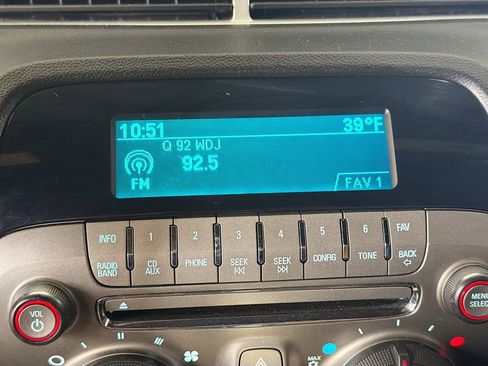 10:51 39°F
Q 92 WDJ
92.5
FM
FAV 1
INFO 1 2 3 4 5 6 FAV
RADIO BAND CD AUX PHONE SEEK SEEK CONFIG TONE BACK
VOL
MENU SELECT
MAX